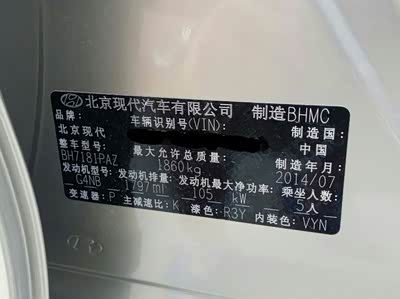 北京现代汽车有限公司 制造BHMC
品牌: 车辆识别号(VIN): 制造国:
北京现代 中国
整车型号: 最大允许总质量: 制造年月:
BH7181PAZ 1860kg 2014/07
发动机型号: 发动机排量: 发动机最大净功率: 乘坐人数:
G4NB 1797ml 105 kW 5人
变速器: P 主减速比: K 漆色: R3Y 内装色: VYN